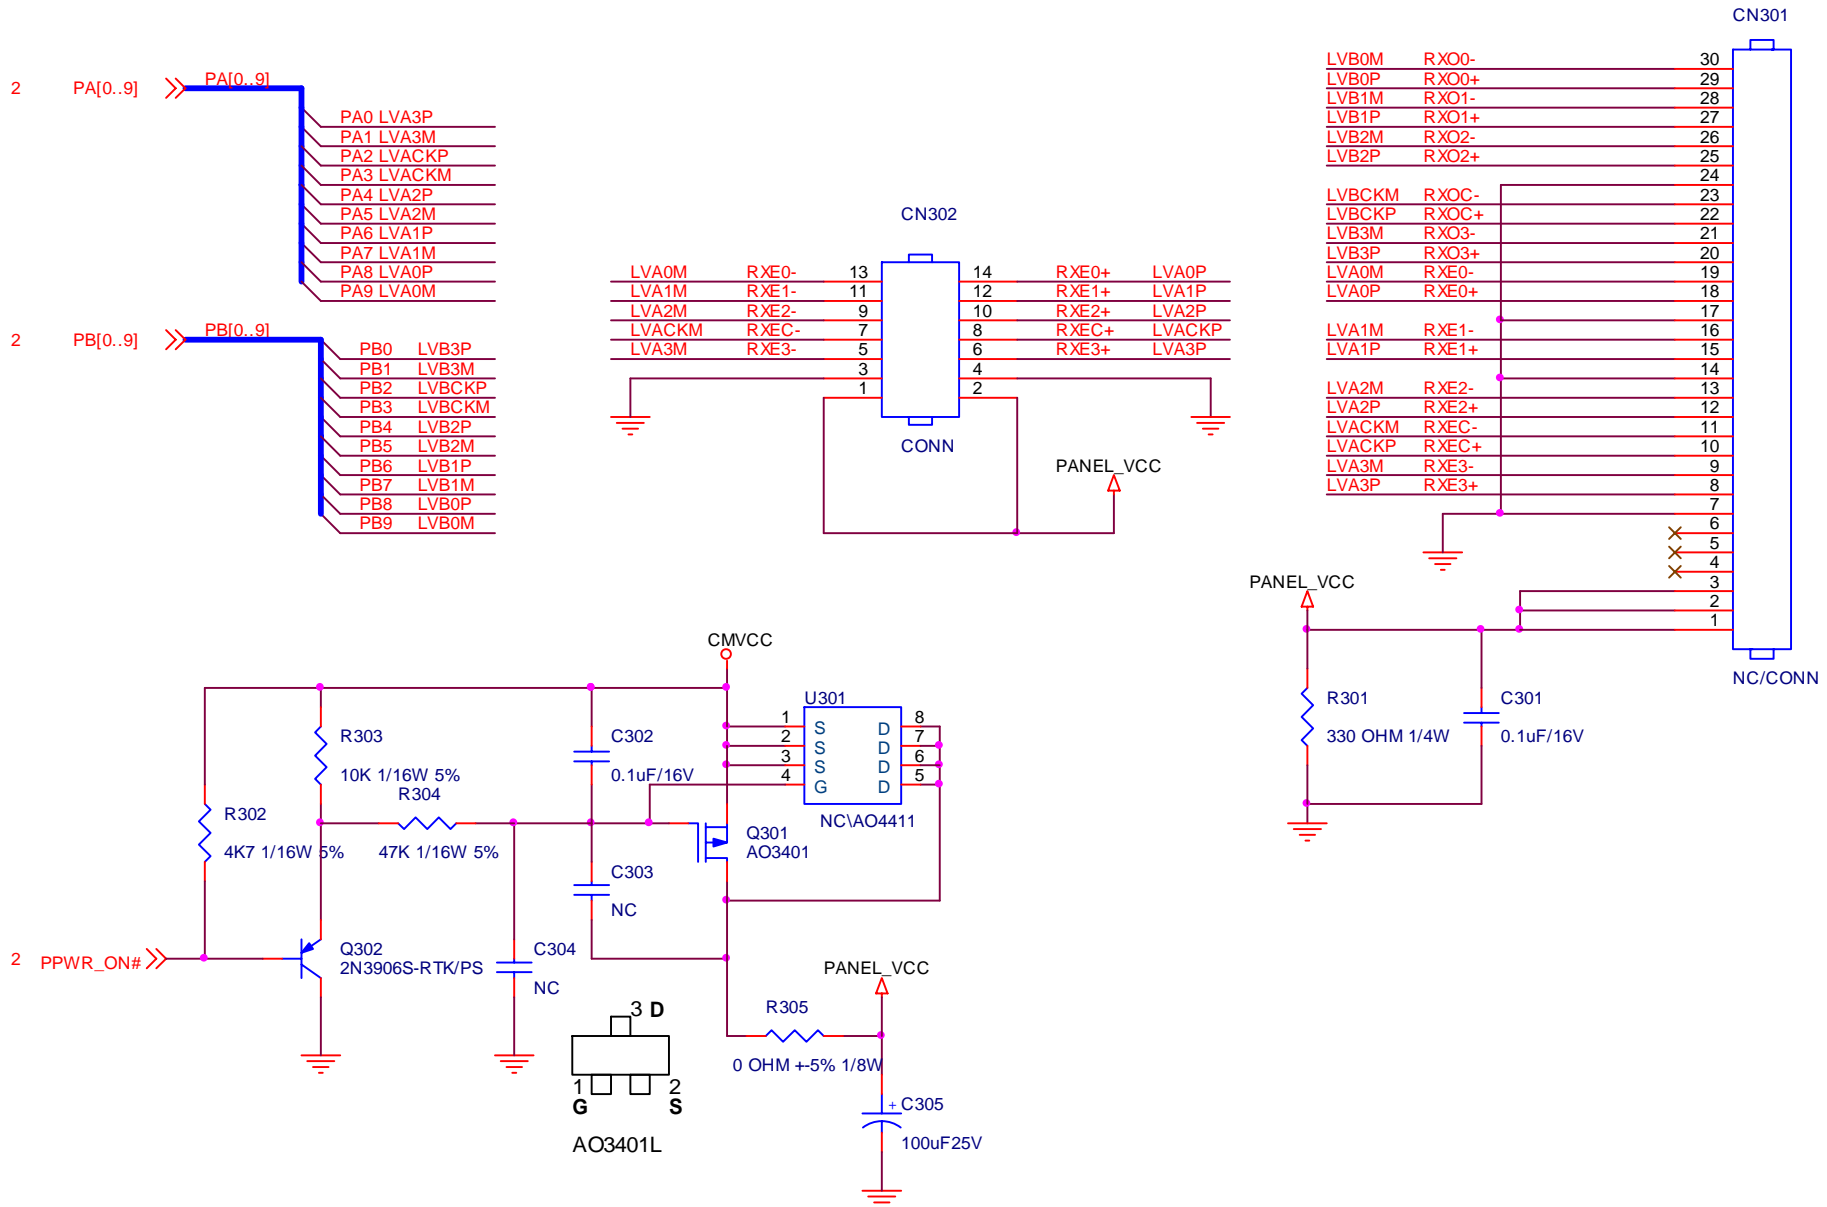 2 PA[0..9] PA[0..9]
PA0 LVA3P
PA1 LVA3M
PA2 LVACKP
PA3 LVACKM
PA4 LVA2P
PA5 LVA2M
PA6 LVA1P
PA7 LVA1M
PA8 LVA0P
PA9 LVA0M
2 PB[0..9] PB[0..9]
PB0 LVB3P
PB1 LVB3M
PB2 LVBCKP
PB3 LVBCKM
PB4 LVB2P
PB5 LVB2M
PB6 LVB1P
PB7 LVB1M
PB8 LVB0P
PB9 LVB0M
CN302
LVA0M RXE0- 13 14 RXE0+ LVA0P
LVA1M RXE1- 11 12 RXE1+ LVA1P
LVA2M RXE2- 9 10 RXE2+ LVA2P
LVACKM RXEC- 7 8 RXEC+ LVACKP
LVA3M RXE3- 5 6 RXE3+ LVA3P
3 4
1 2
CONN
PANEL_VCC
CN301
LVB0M RXO0- 30
LVB0P RXO0+ 29
LVB1M RXO1- 28
LVB1P RXO1+ 27
LVB2M RXO2- 26
LVB2P RXO2+ 25
24
LVBCKM RXOC- 23
LVBCKP RXOC+ 22
LVB3M RXO3- 21
LVB3P RXO3+ 20
LVA0M RXE0- 19
LVA0P RXE0+ 18
17
LVA1M RXE1- 16
LVA1P RXE1+ 15
14
LVA2M RXE2- 13
LVA2P RXE2+ 12
LVACKM RXEC- 11
LVACKP RXEC+ 10
LVA3M RXE3- 9
LVA3P RXE3+ 8
7
6
5
4
3
2
1
NC/CONN
PANEL_VCC
R301
330 OHM 1/4W
C301
0.1uF/16V
CMVCC
U301
1 S D 8
2 S D 7
3 S D 6
4 G D 5
NC\AO4411
R303
10K 1/16W 5%
C302
0.1uF/16V
R304
47K 1/16W 5%
R302
4K7 1/16W 5%
Q301
AO3401
C303
NC
2 PPWR_ON#
Q302
2N3906S-RTK/PS
C304
NC
PANEL_VCC
R305
0 OHM +-5% 1/8W
+ C305
100uF25V
3 D
1 2
G S
AO3401L